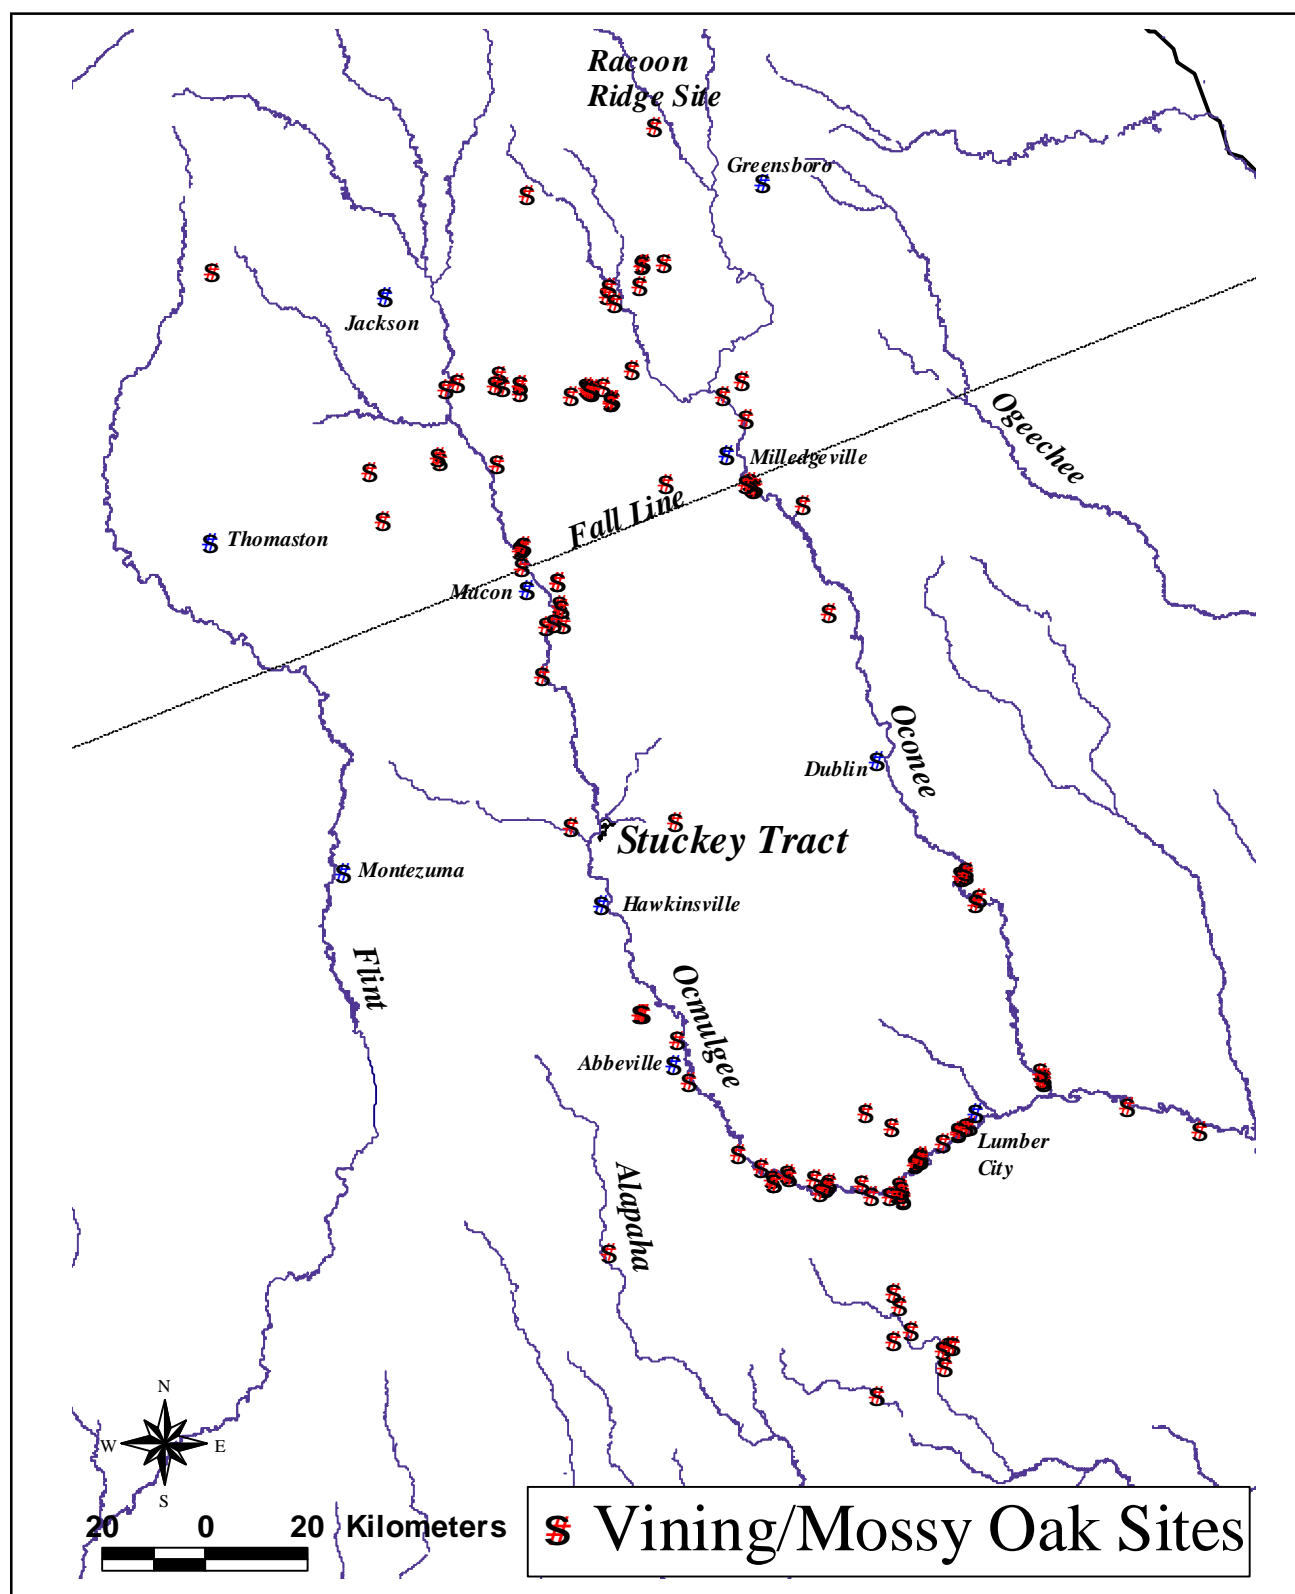 Racoon
Ridge Site
Greensboro
Jackson
Ogeechee
Milledgeville
Fall Line
Thomaston
Macon
Oconee
Dublin
Stuckey Tract
Montezuma
Hawkinsville
Flint
Ocmulgee
Abbeville
Lumber
City
Alapaha
N
W E
S
20 0 20 Kilometers
Vining/Mossy Oak Sites